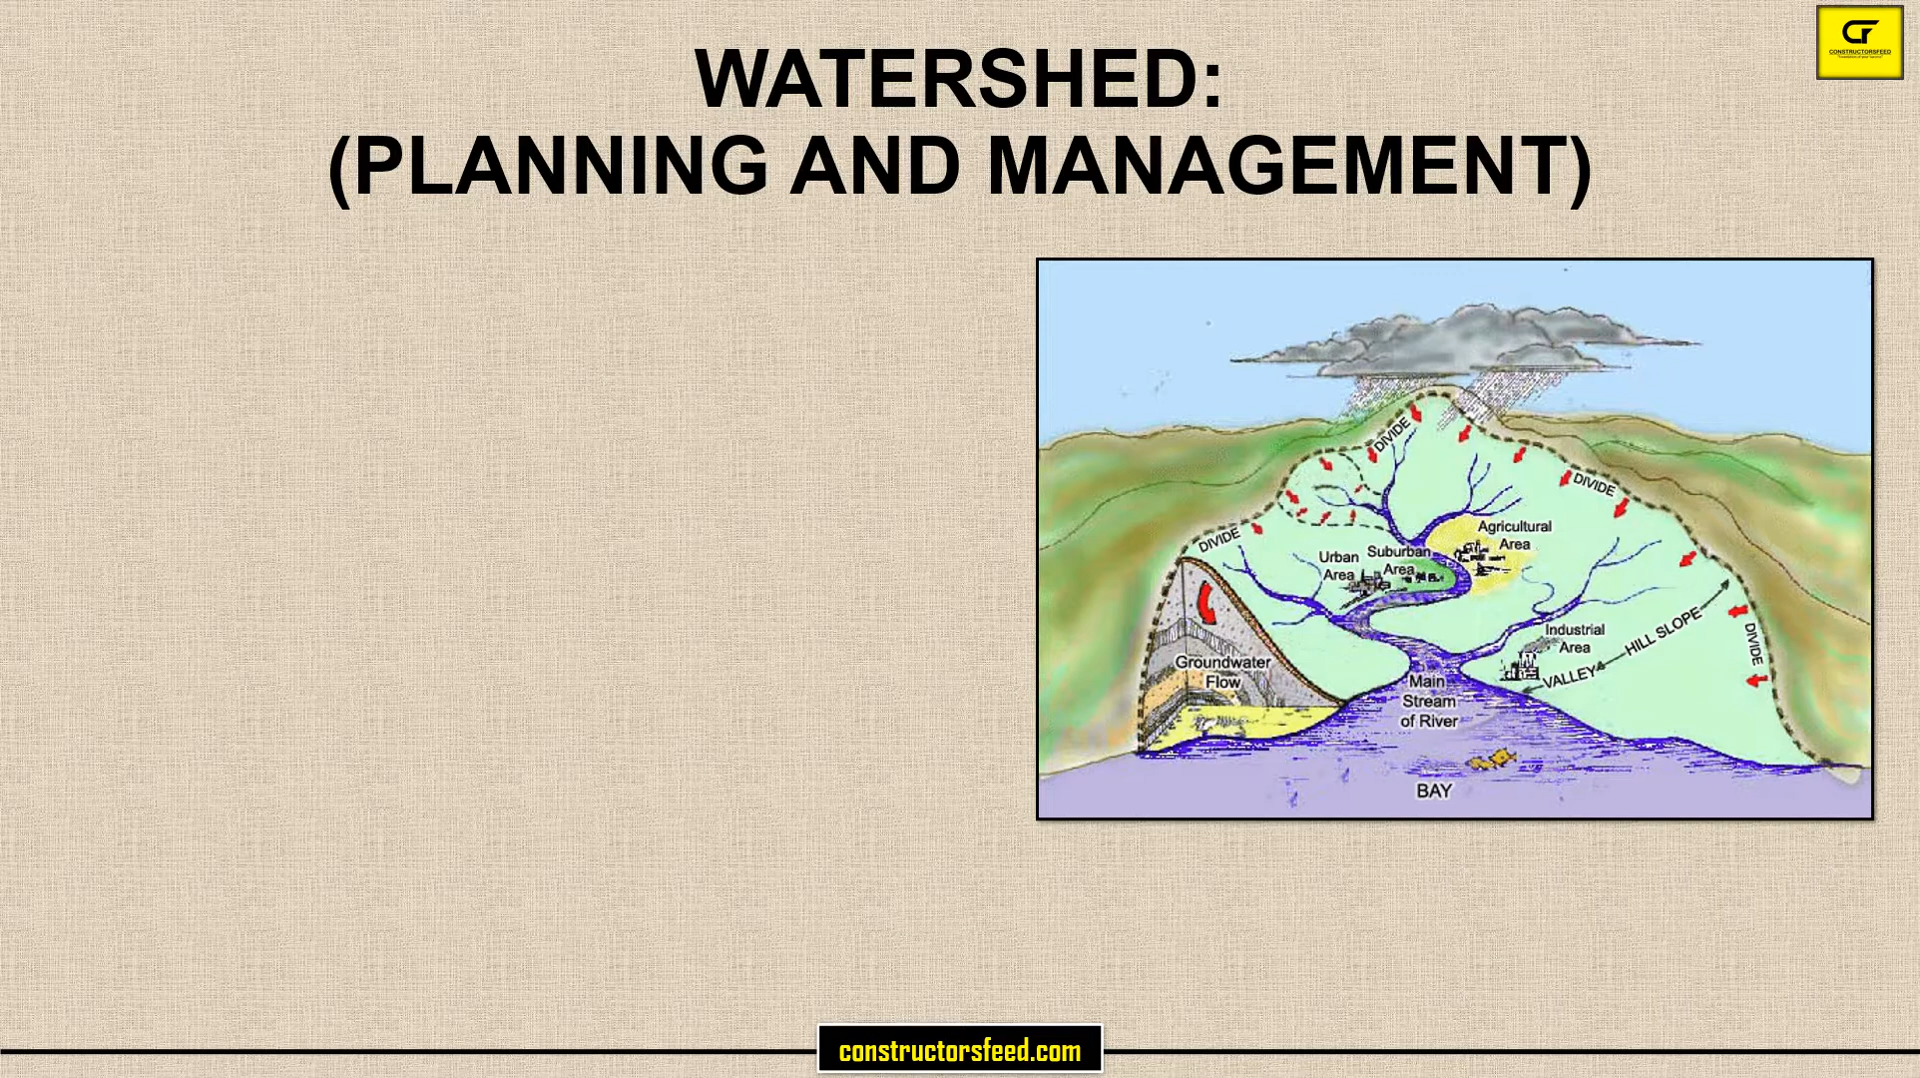 CONSTRUCTORSFEED
WATERSHED:
(PLANNING AND MANAGEMENT)
DIVIDE
DIVIDE
DIVIDE
Agricultural
Area
Urban
Area
Suburban
Area
Industrial
Area
HILL SLOPE
VALLEY
DIVIDE
Groundwater
Flow
Main
Stream
of River
BAY
constructorsfeed.com